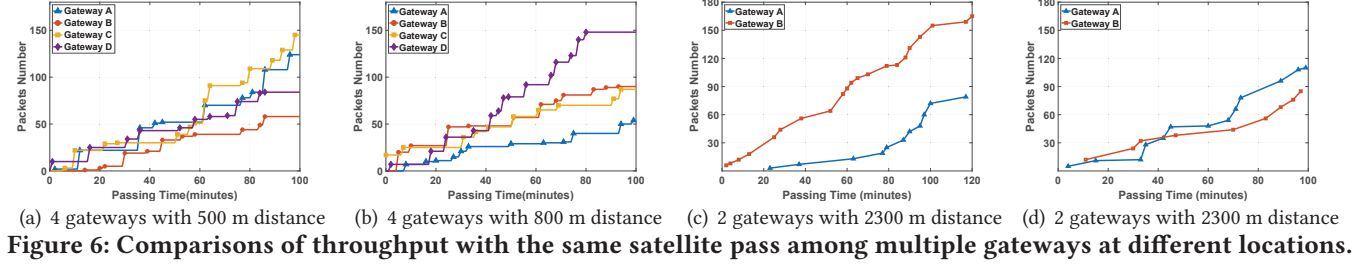 Gateway A
Gateway B
Gateway C
Gateway D
Packets Number
150
100
50
0
0 20 40 60 80 100
Passing Time (minutes)
(a) 4 gateways with 500 m distance
Gateway A
Gateway B
Gateway C
Gateway D
Packets Number
150
100
50
0
0 20 40 60 80 100
Passing Time(minutes)
(b) 4 gateways with 800 m distance
Gateway A
Gateway B
Packets Number
180
150
120
90
60
30
0 20 40 60 80 100 120
Passing Time (minutes)
(c) 2 gateways with 2300 m distance
Gateway A
Gateway B
Packets Number
180
150
120
90
60
30
0 20 40 60 80 100
Passing Time (minutes)
(d) 2 gateways with 2300 m distance
Figure 6: Comparisons of throughput with the same satellite pass among multiple gateways at different locations.